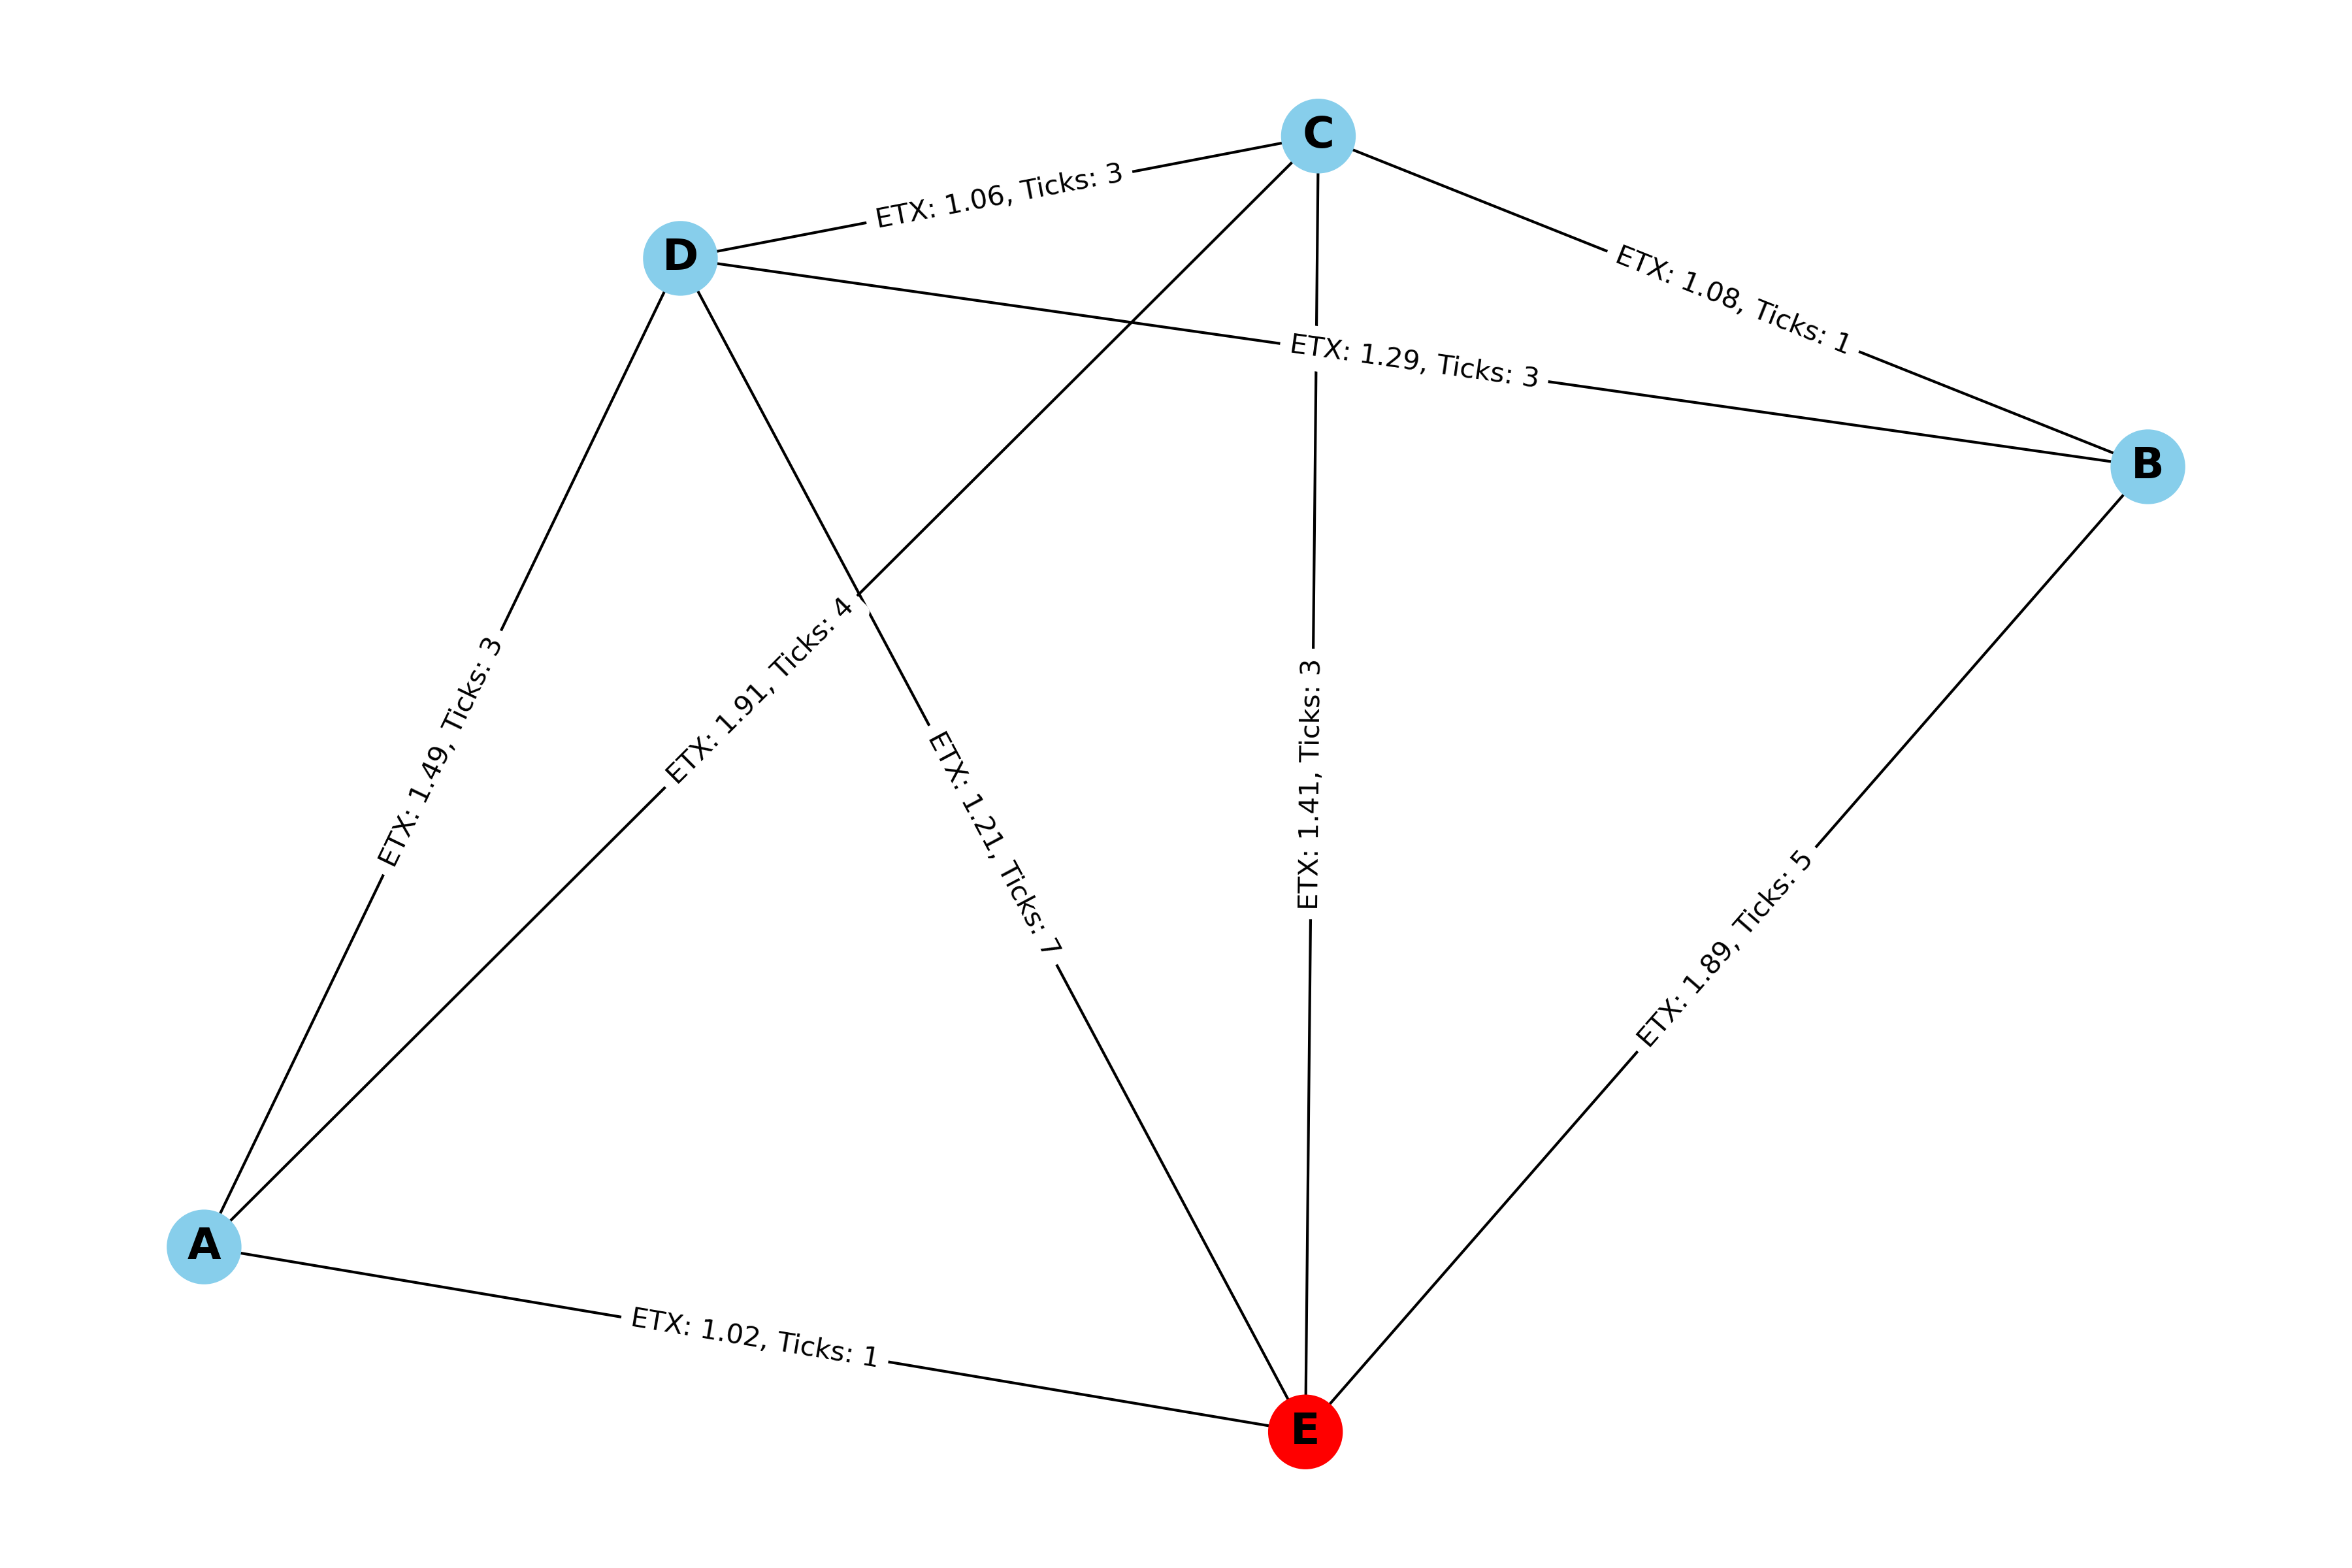 C
ETX: 1.06, Ticks: 3
D
ETX: 1.08, Ticks: 1
ETX: 1.29, Ticks: 3
B
ETX: 1.49, Ticks: 3
ETX: 1.91, Ticks: 4
ETX: 1.21, Ticks: 7
ETX: 1.41, Ticks: 3
ETX: 1.89, Ticks: 5
A
ETX: 1.02, Ticks: 1
E